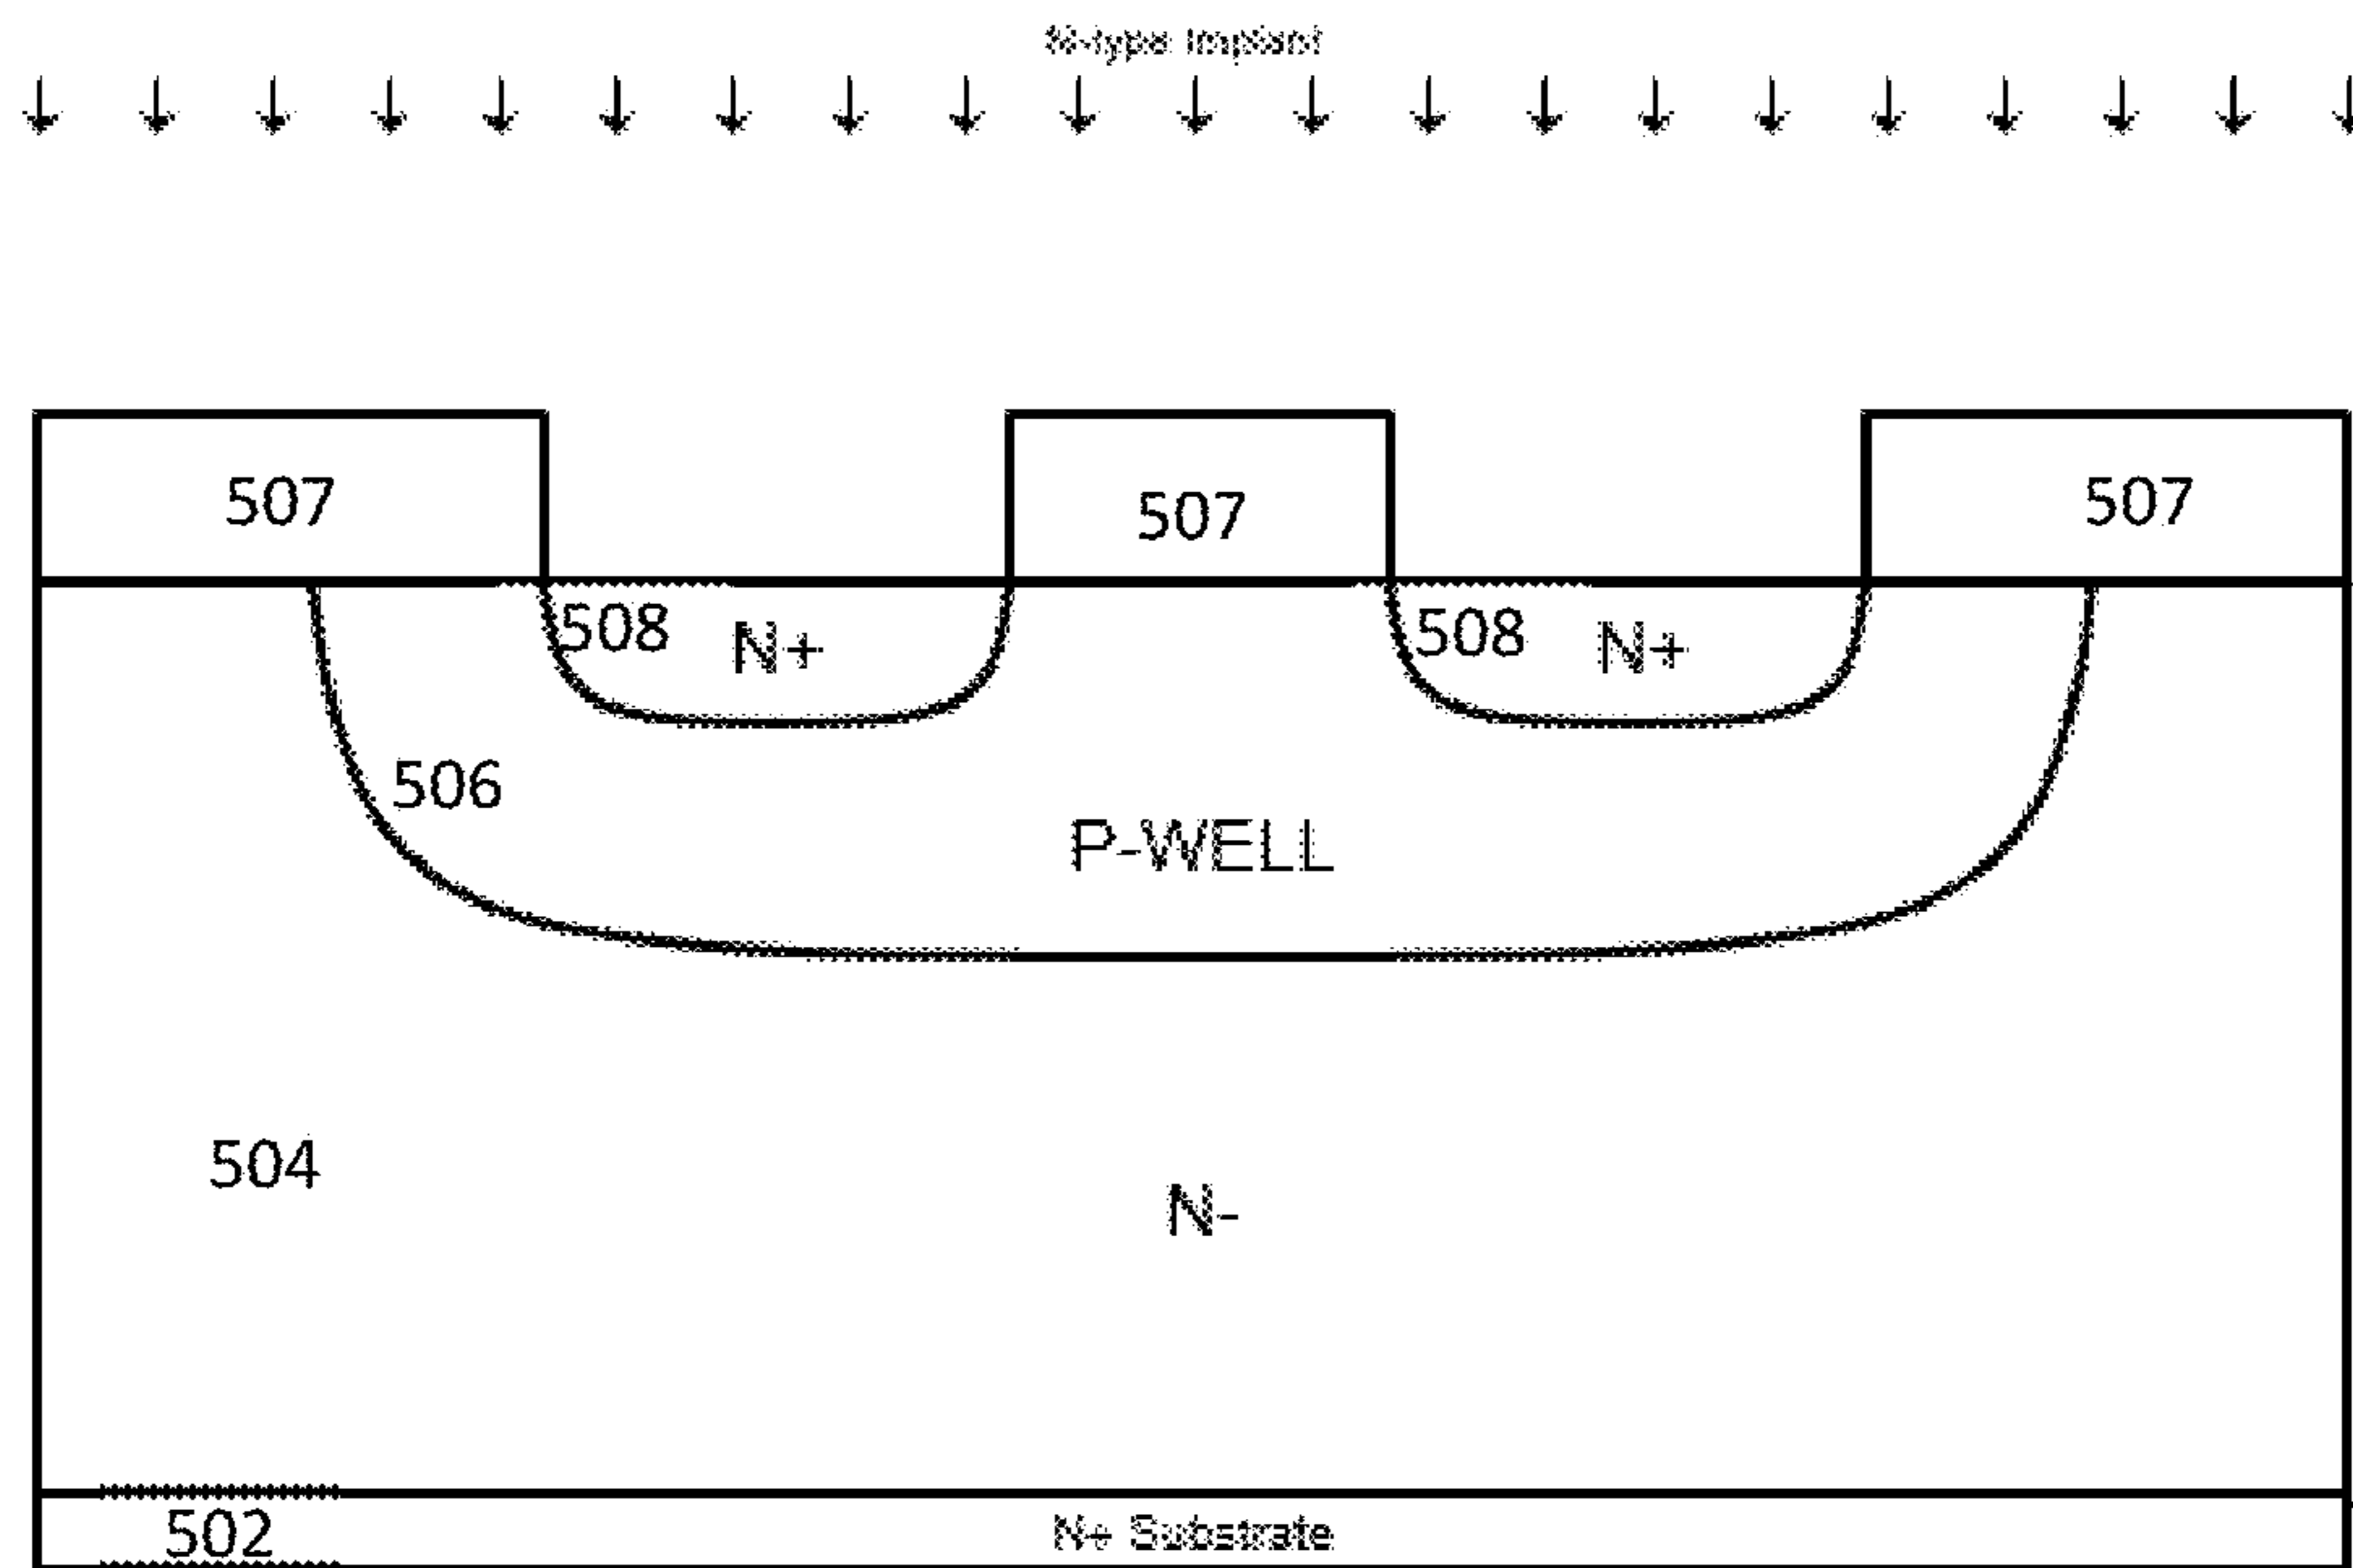 N-type Implant
507
507
507
508 N+
508 N+
506
P-WELL
504
N-
502
N+ Substrate